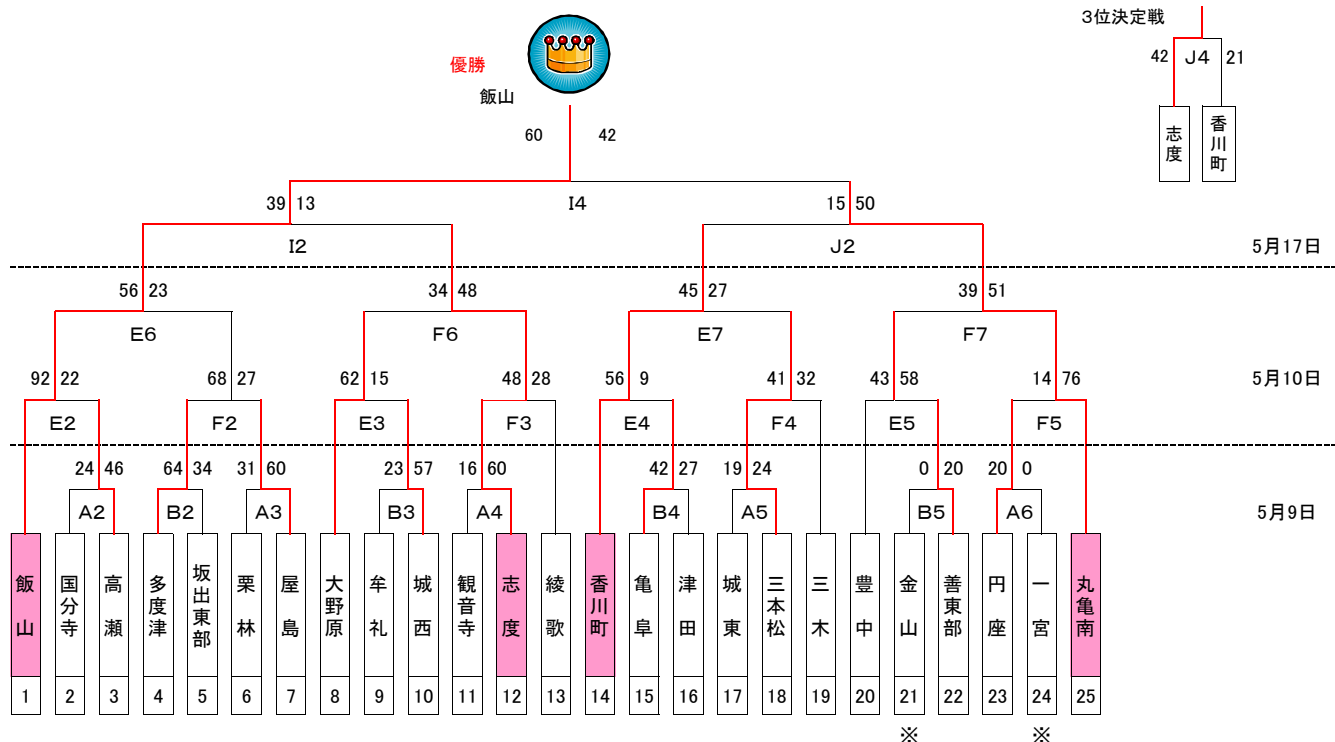 3位決定戦
42 J4 21
志度 香川町
優勝
飯山
60 42
39 13 I4 15 50
I2 J2 5月17日
56 23 34 48 45 27 39 51
E6 F6 E7 F7
92 22 68 27 62 15 48 28 56 9 41 32 43 58 14 76 5月10日
E2 F2 E3 F3 E4 F4 E5 F5
24 46 64 34 31 60 23 57 16 60 42 27 19 24 0 20 20 0
A2 B2 A3 B3 A4 B4 A5 B5 A6 5月9日
飯山 国分寺 高瀬 多度津 坂出東部 栗林 屋島 大野原 牟礼 城西 観音寺 志度 綾歌 香川町 亀阜 津田 城東 三本松 三木 豊中 金山 善東部 円座 一宮 丸亀南
1 2 3 4 5 6 7 8 9 10 11 12 13 14 15 16 17 18 19 20 21 22 23 24 25
※ ※